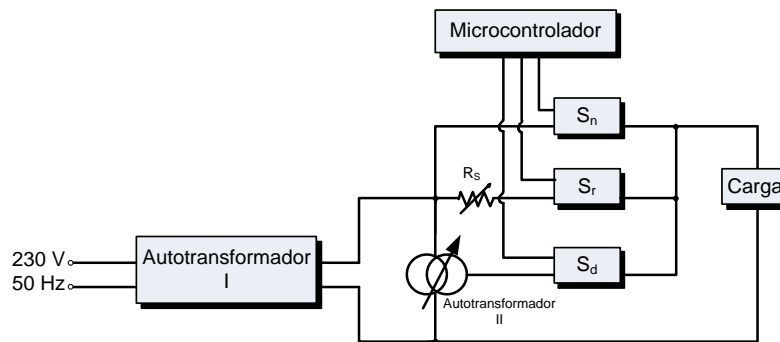 Microcontrolador
Sn
RS
Sr
Carga
230 V
50 Hz
Autotransformador
I
Sd
Autotransformador
II